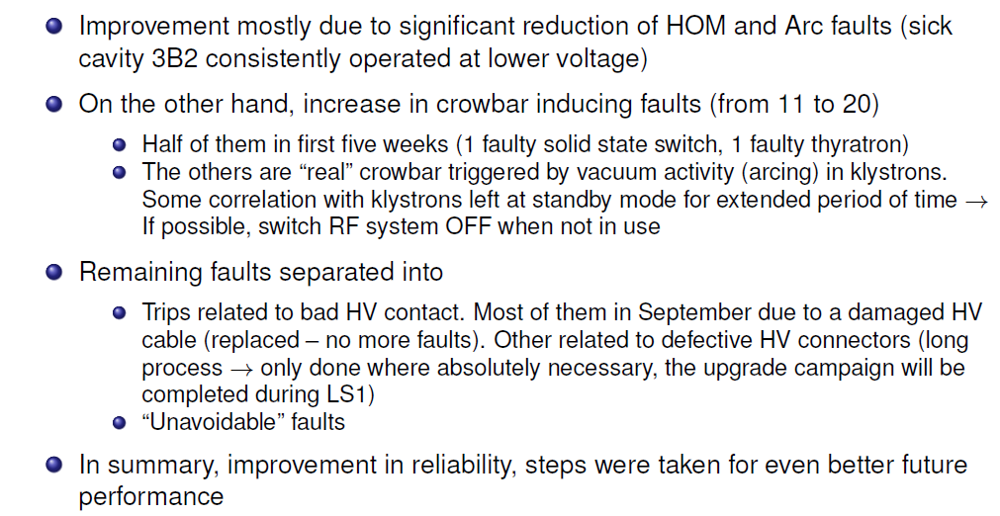 Improvement mostly due to significant reduction of HOM and Arc faults (sick
cavity 3B2 consistently operated at lower voltage)
On the other hand, increase in crowbar inducing faults (from 11 to 20)
Half of them in first five weeks (1 faulty solid state switch, 1 faulty thyratron)
The others are “real” crowbar triggered by vacuum activity (arcing) in klystrons.
Some correlation with klystrons left at standby mode for extended period of time →
If possible, switch RF system OFF when not in use
Remaining faults separated into
Trips related to bad HV contact. Most of them in September due to a damaged HV
cable (replaced – no more faults). Other related to defective HV connectors (long
process → only done where absolutely necessary, the upgrade campaign will be
completed during LS1)
“Unavoidable” faults
In summary, improvement in reliability, steps were taken for even better future
performance